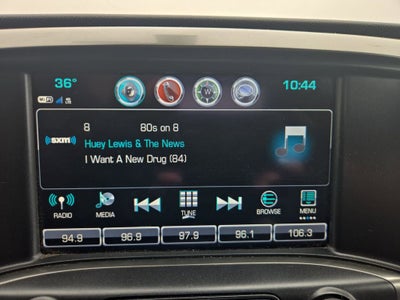 36°
10:44
WiFi
W
8 80s on 8
((sxm))
Huey Lewis & The News
I Want A New Drug (84)
RADIO MEDIA TUNE BROWSE MENU
94.9 96.9 97.9 96.1 106.3